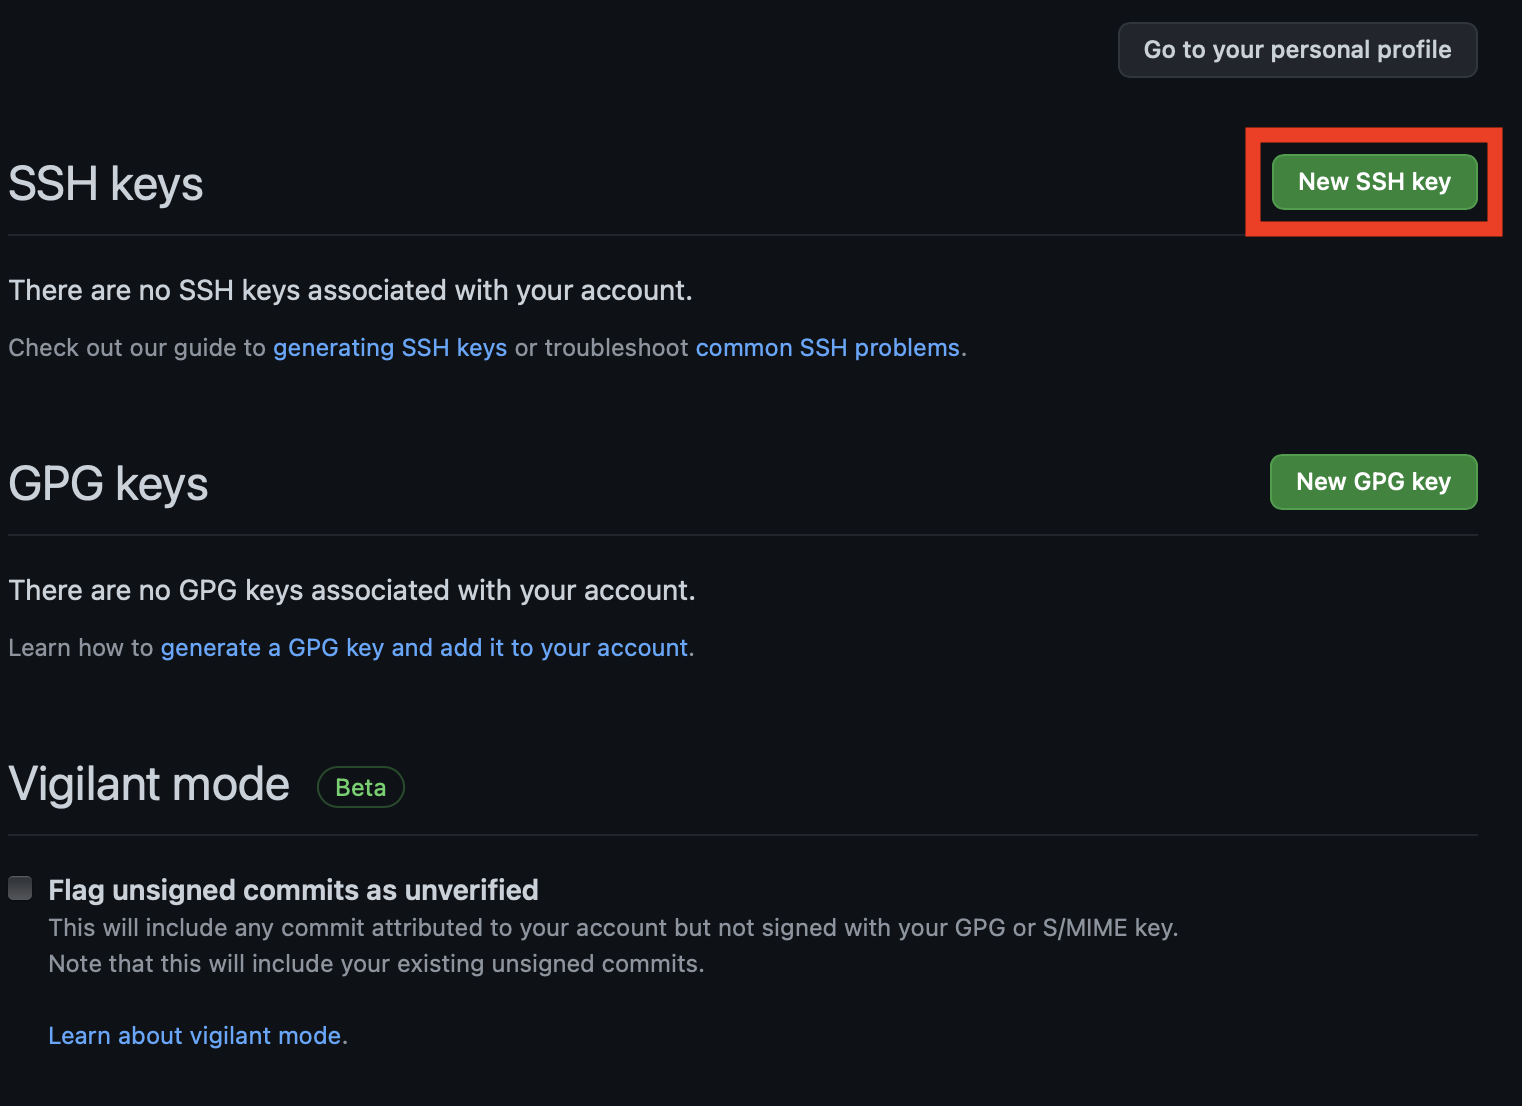 Go to your personal profile
SSH keys
New SSH key
There are no SSH keys associated with your account.
Check out our guide to generating SSH keys or troubleshoot common SSH problems.
GPG keys
New GPG key
There are no GPG keys associated with your account.
Learn how to generate a GPG key and add it to your account.
Vigilant mode Beta
Flag unsigned commits as unverified
This will include any commit attributed to your account but not signed with your GPG or S/MIME key.
Note that this will include your existing unsigned commits.
Learn about vigilant mode.